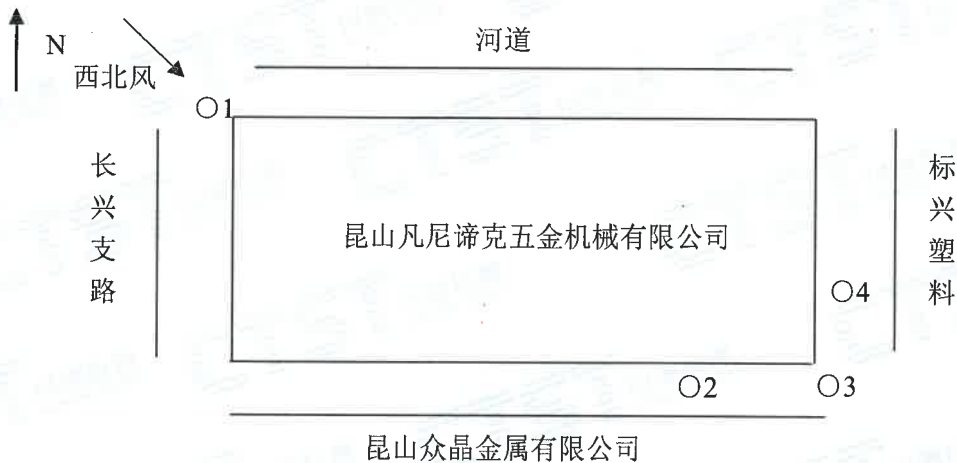 N
西北风
河道
○1
长兴支路
标兴塑料
昆山凡尼谛克五金机械有限公司
○4
○2
○3
昆山众晶金属有限公司